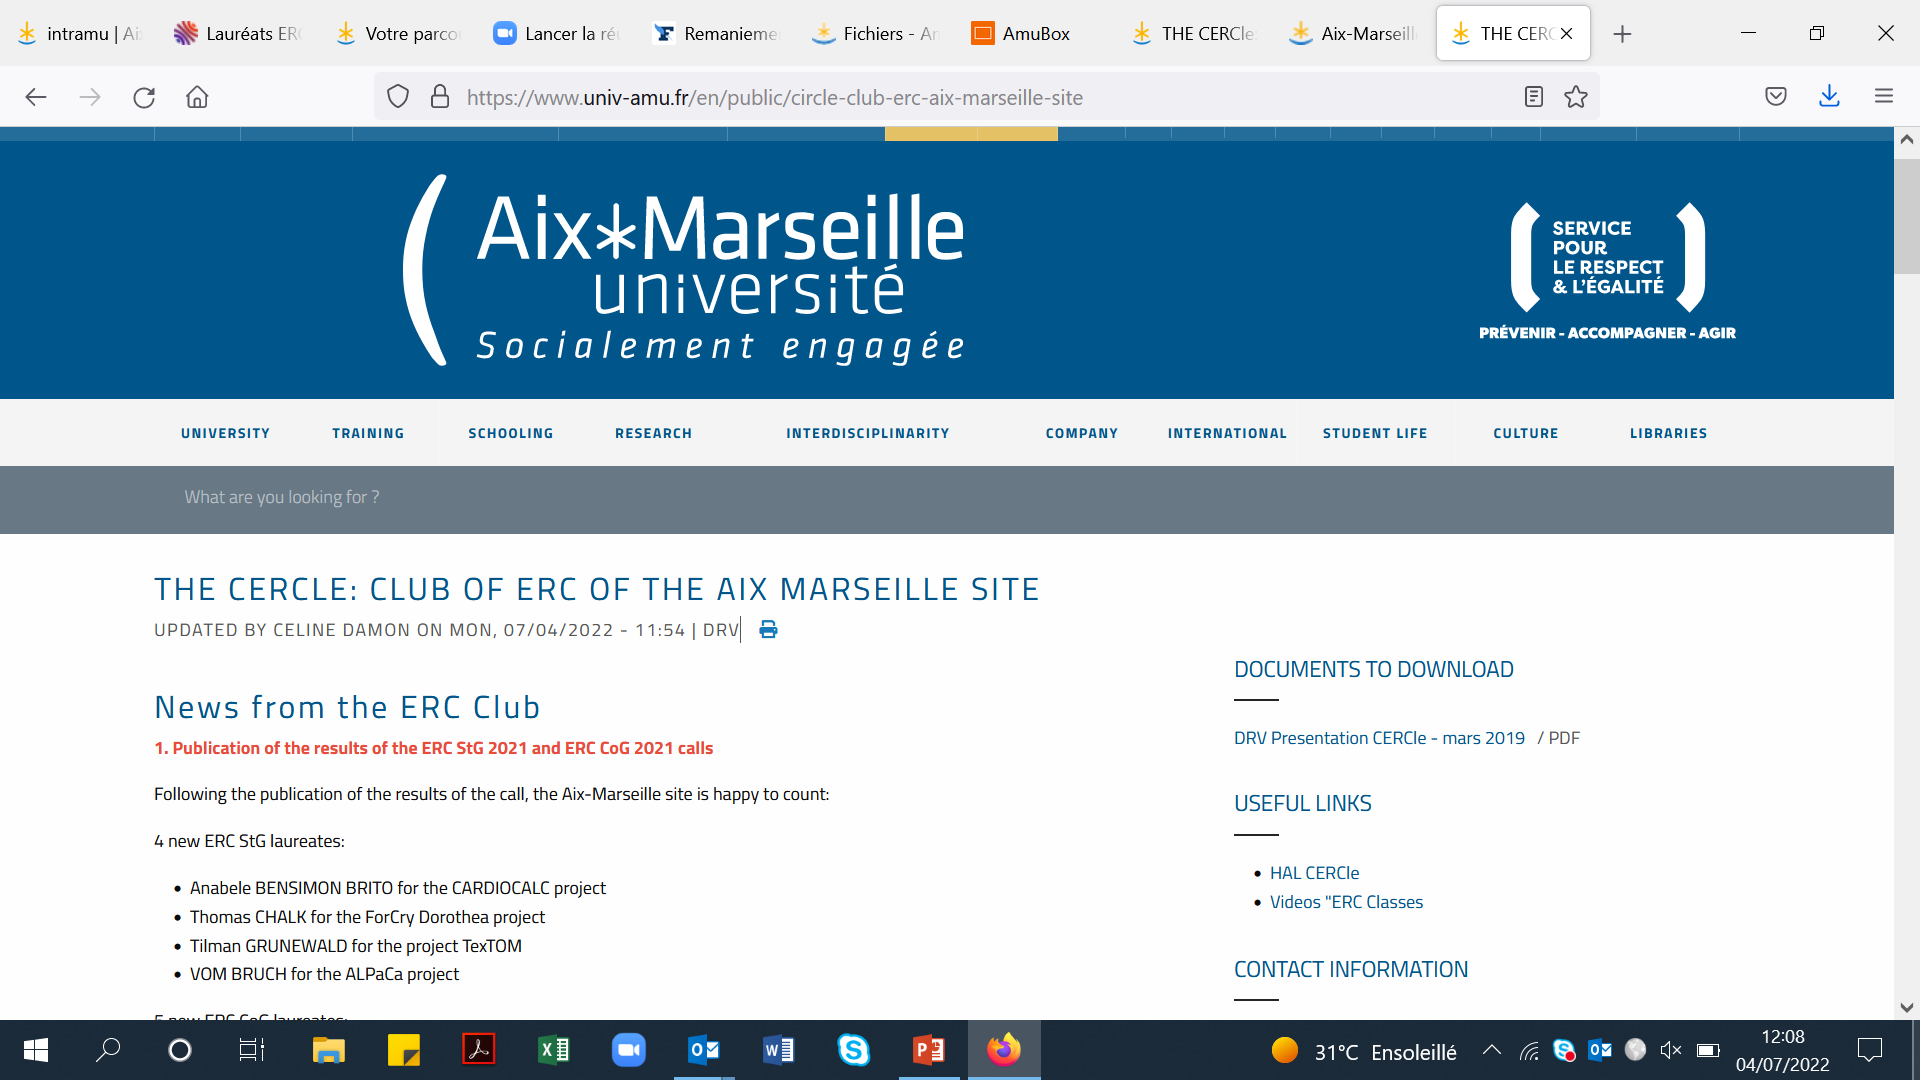 intramu | Ai
Lauréats ER
Votre parco
Lancer la ré
Remanieme
Fichiers - A
AmuBox
THE CERCle
Aix-Marseill
THE CERC
https://www.univ-amu.fr/en/public/circle-club-erc-aix-marseille-site
Aix*Marseille
université
Socialement engagée
SERVICE
POUR
LE RESPECT
& L'ÉGALITÉ
PRÉVENIR - ACCOMPAGNER - AGIR
UNIVERSITY TRAINING SCHOOLING RESEARCH INTERDISCIPLINARITY COMPANY INTERNATIONAL STUDENT LIFE CULTURE LIBRARIES
What are you looking for ?
THE CERCLE: CLUB OF ERC OF THE AIX MARSEILLE SITE
UPDATED BY CELINE DAMON ON MON, 07/04/2022 - 11:54 | DRV
News from the ERC Club
1. Publication of the results of the ERC StG 2021 and ERC CoG 2021 calls
Following the publication of the results of the call, the Aix-Marseille site is happy to count:
4 new ERC StG laureates:
• Anabele BENSIMON BRITO for the CARDIOCALC project
• Thomas CHALK for the ForCry Dorothea project
• Tilman GRUNEWALD for the project TexTOM
• VOM BRUCH for the ALPaCa project
5 new ERC CoG laureates:
DOCUMENTS TO DOWNLOAD
DRV Presentation CERCle - mars 2019 / PDF
USEFUL LINKS
• HAL CERCle
• Videos "ERC Classes
CONTACT INFORMATION
31°C Ensoleillé
12:08
04/07/2022